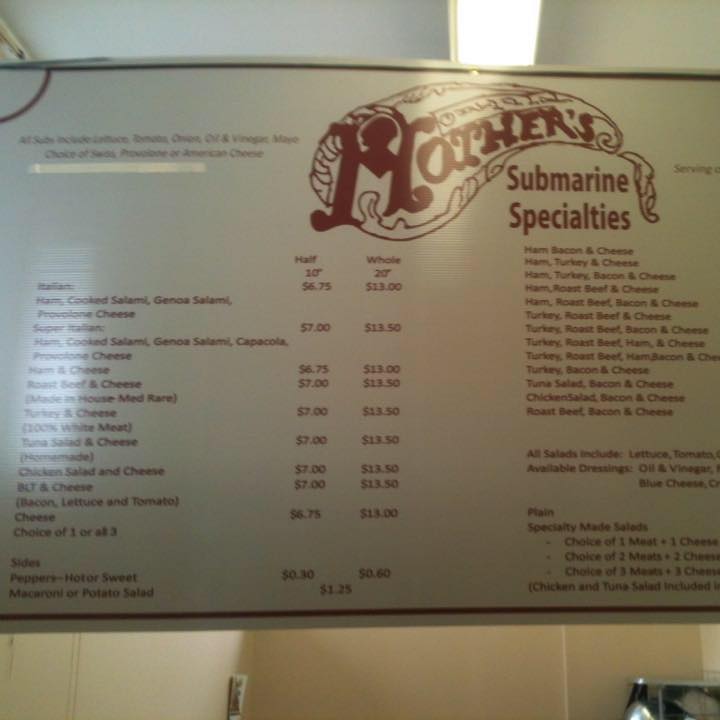 All Subs Include: Lettuce, Tomato, Onion, Oil & Vinegar, Mayo
Choice of Swiss, Provolone or American Cheese
Mother's
Submarine
Specialties
Serving
Half Whole
10" 20"
Italian: $6.75 $13.00
Ham, Cooked Salami, Genoa Salami,
Provolone Cheese
Super Italian: $7.00 $13.50
Ham, Cooked Salami, Genoa Salami, Capacola,
Provolone Cheese
Ham & Cheese $6.75 $13.00
Roast Beef & Cheese $7.00 $13.50
(Made in House-Med Rare)
Turkey & Cheese $7.00 $13.50
(100% White Meat)
Tuna Salad & Cheese $7.00 $13.50
(Homemade)
Chicken Salad and Cheese $7.00 $13.50
BLT & Cheese $7.00 $13.50
(Bacon, Lettuce and Tomato)
Cheese $6.75 $13.00
Choice of 1 or all 3
Sides
Peppers--Hot or Sweet $0.30 $0.60
Macaroni or Potato Salad $1.25
Ham Bacon & Cheese
Ham, Turkey & Cheese
Ham, Turkey, Bacon & Cheese
Ham,Roast Beef & Cheese
Ham, Roast Beef, Bacon & Cheese
Turkey, Roast Beef & Cheese
Turkey, Roast Beef, Bacon & Cheese
Turkey, Roast Beef, Ham, & Cheese
Turkey, Roast Beef, Ham,Bacon & Chee
Turkey, Bacon & Cheese
Tuna Salad, Bacon & Cheese
ChickenSalad, Bacon & Cheese
Roast Beef, Bacon & Cheese
All Salads Include: Lettuce, Tomato,
Available Dressings: Oil & Vinegar,
Blue Cheese,
Plain
Specialty Made Salads
- Choice of 1 Meat + 1 Cheese
- Choice of 2 Meats + 2 Cheese
- Choice of 3 Meats + 3 Cheese
(Chicken and Tuna Salad Included